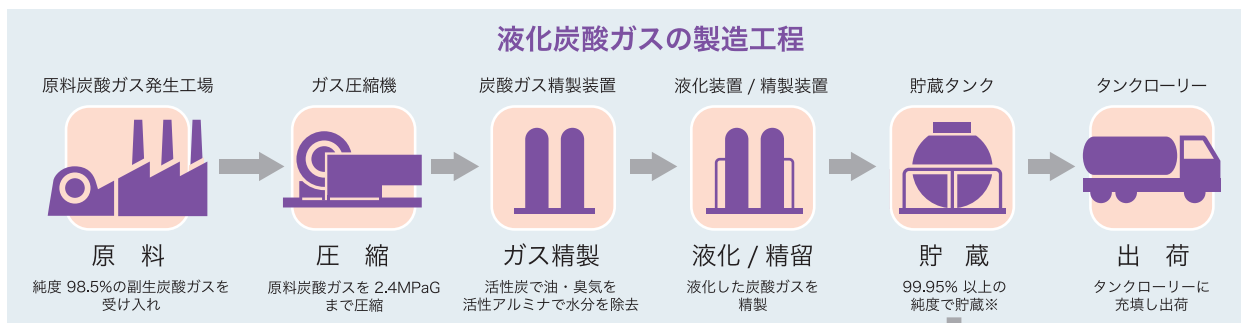 液化炭酸ガスの製造工程
原料炭酸ガス発生工場
ガス圧縮機
炭酸ガス精製装置
液化装置 / 精製装置
貯蔵タンク
タンクローリー
原　料
圧　縮
ガス精製
液化 / 精留
貯　蔵
出　荷
純度 98.5%の副生炭酸ガスを
受け入れ
原料炭酸ガスを 2.4MPaG
まで圧縮
活性炭で油・臭気を
活性アルミナで水分を除去
液化した炭酸ガスを
精製
99.95% 以上の
純度で貯蔵※
タンクローリーに
充填し出荷